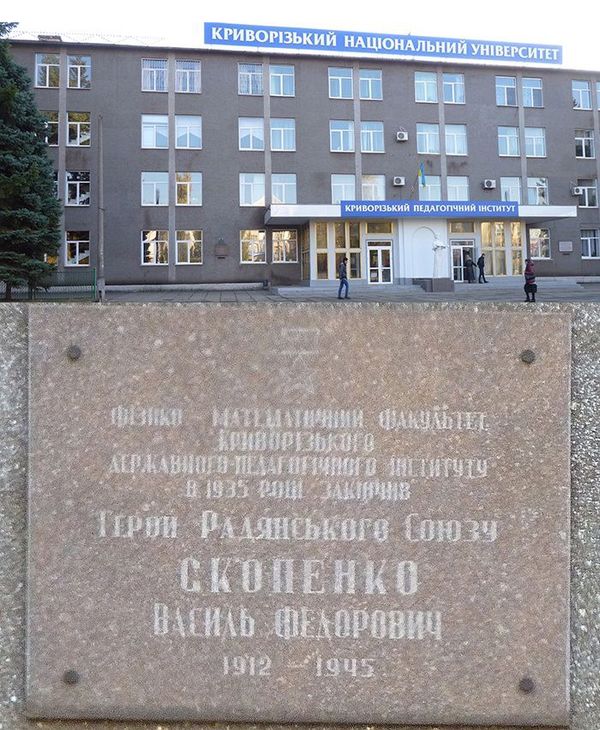 КРИВОРІЗЬКИЙ НАЦІОНАЛЬНИЙ УНІВЕРСИТЕТ
КРИВОРІЗЬКИЙ ПЕДАГОГІЧНИЙ ІНСТИТУТ
ФІЗИКО МАТЕМАТИЧНИЙ ФАКУЛЬТЕТ
КРИВОРІЗЬКОГО
ДЕРЖАВНОГО ПЕДАГОГІЧНОГО ІНСТИТУТУ
В 1935 РОЦІ ЗАКІНЧИВ
ГЕРОЙ РАДЯНСЬКОГО СОЮЗУ
СКОПЕНКО
ВАСИЛЬ ФЕДОРОВИЧ
1912 – 1945